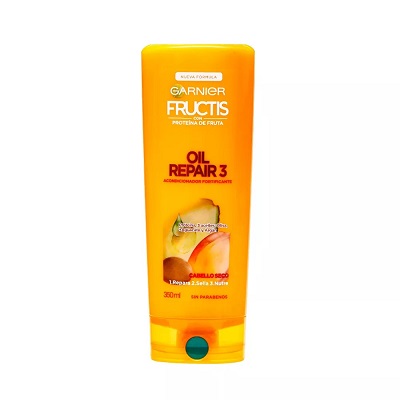 NUEVA FÓRMULA
GARNIER
FRUCTIS
CON
PROTEÍNA DE FRUTA
OIL
REPAIR 3
ACONDICIONADOR FORTIFICANTE
CABELLO SECO
1.Repara 2.Sella 3.Nutre
350ml
SIN PARABENOS